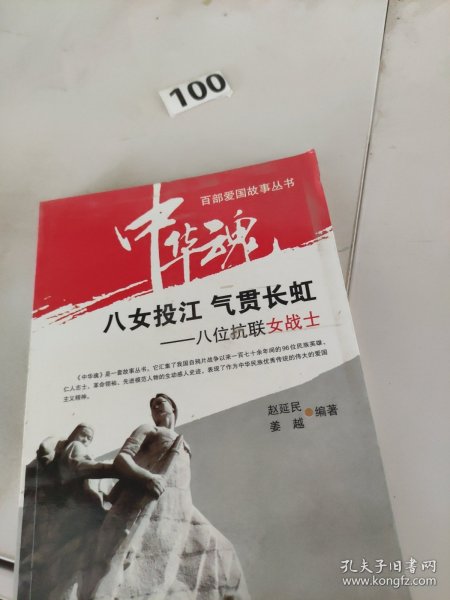 100
百部爱国故事丛书
中华魂
八女投江 气贯长虹
——八位抗联女战士
《中华魂》是一套故事丛书，它汇集了我国自鸦片战争以来一百七十余年间的96位民族英雄、
仁人志士、革命领袖、先进模范人物的生动感人史迹，表现了作为中华民族优秀传统的伟大的爱国
主义精神。
赵延民
姜越 编著
孔夫子旧书网
www.kongfz.com